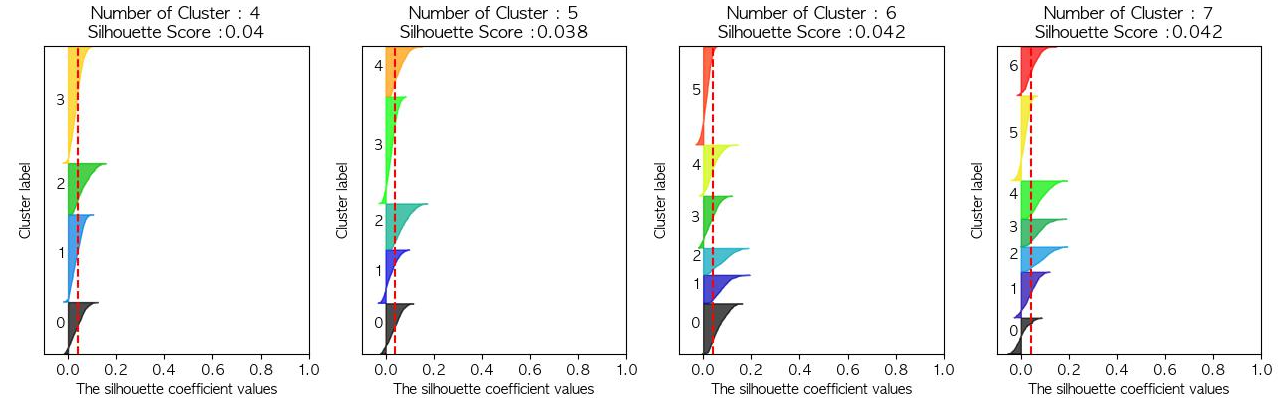 Number of Cluster : 4
Silhouette Score :0.04
Cluster label
3
2
1
0
0.0 0.2 0.4 0.6 0.8 1.0
The silhouette coefficient values
Number of Cluster : 5
Silhouette Score :0.038
Cluster label
4
3
2
1
0
0.0 0.2 0.4 0.6 0.8 1.0
The silhouette coefficient values
Number of Cluster : 6
Silhouette Score :0.042
Cluster label
5
4
3
2
1
0
0.0 0.2 0.4 0.6 0.8 1.0
The silhouette coefficient values
Number of Cluster : 7
Silhouette Score :0.042
Cluster label
6
5
4
3
2
1
0
0.0 0.2 0.4 0.6 0.8 1.0
The silhouette coefficient values